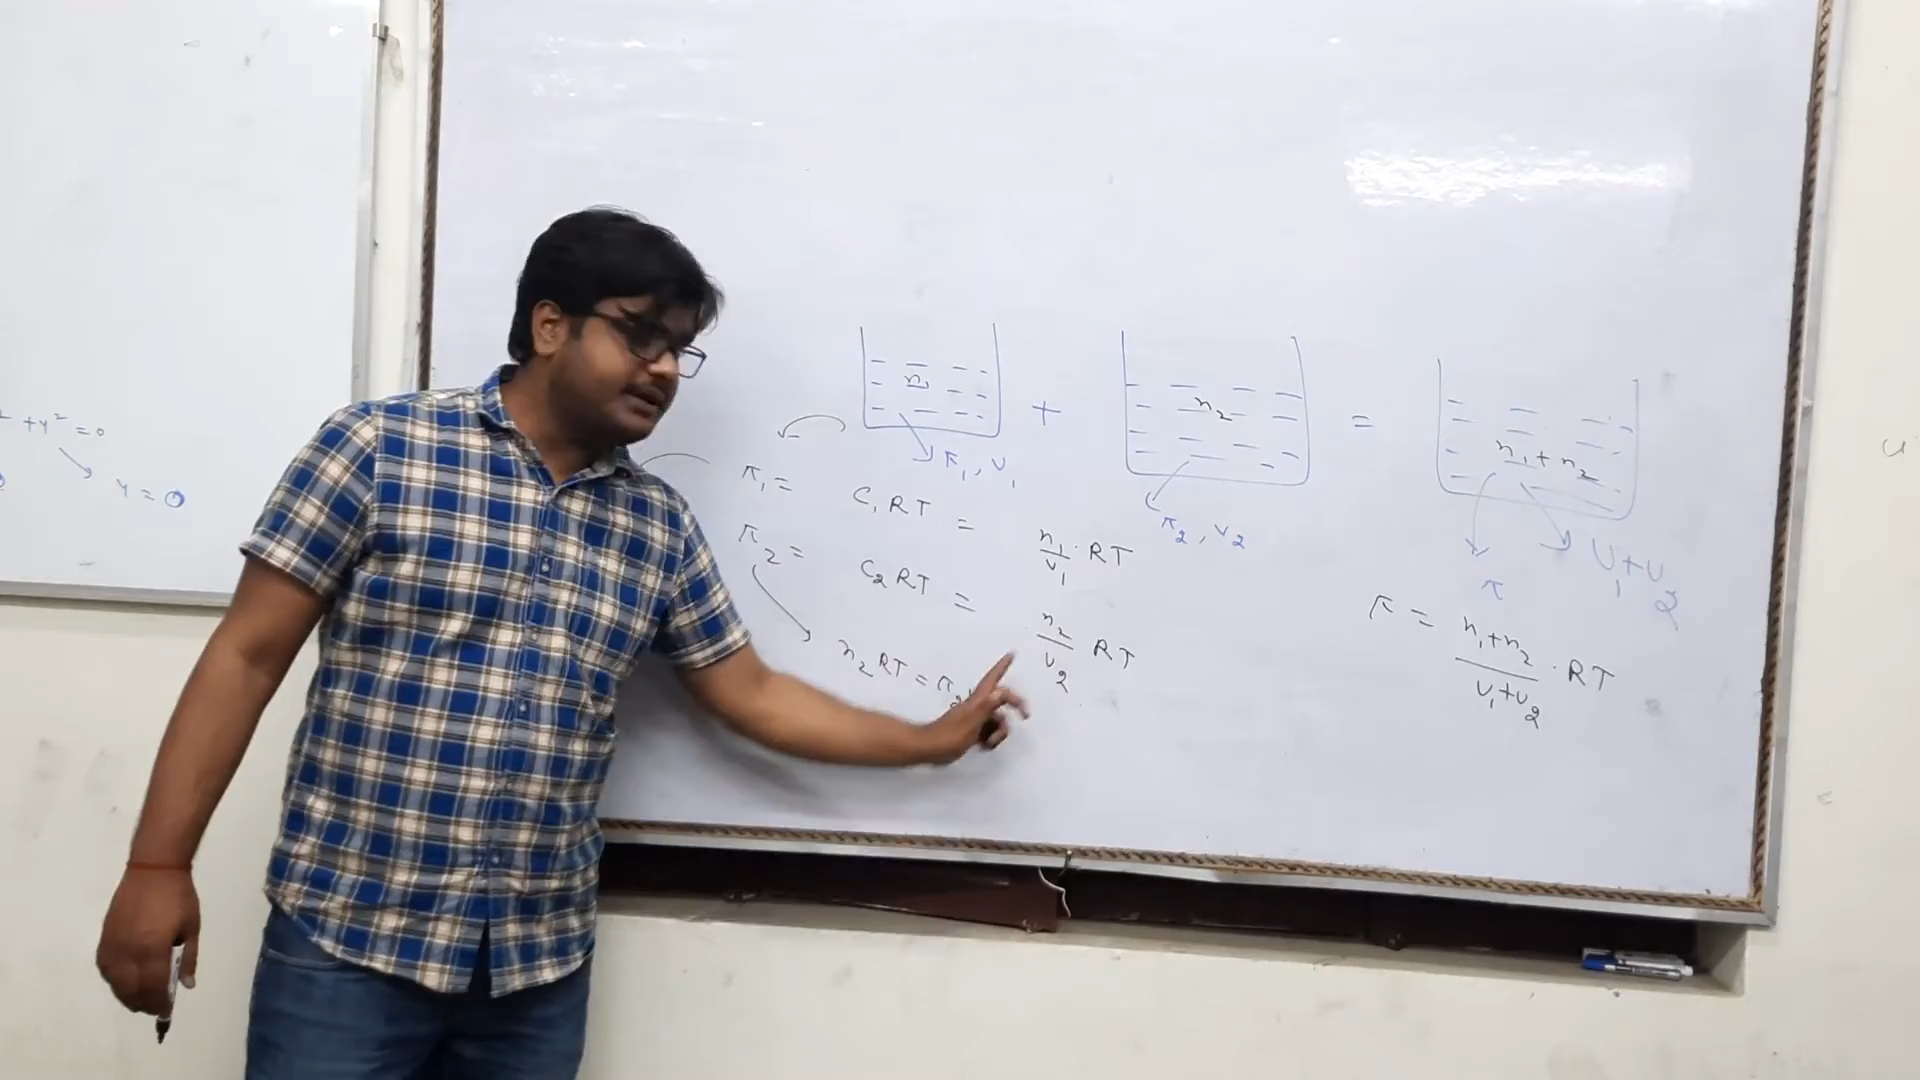 +y² = 0
y = 0
n₁
+
n₂
=
n₁ + n₂
π₁, V₁
π₂, V₂
π
V₁ + V₂
π₁ = C₁RT = n₁/V₁ · RT
π₂ = C₂RT = n₂/V₂ RT
n₂RT = π₂
π = n₁+n₂/V₁+V₂ · RT